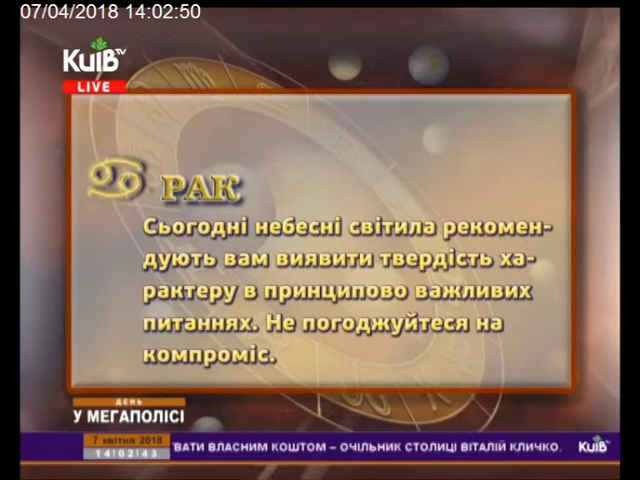 07/04/2018 14:02:50
КиїВ TV
LIVE
РАК
Сьогодні небесні світила рекомен-
дують вам виявити твердість ха-
рактеру в принципово важливих
питаннях. Не погоджуйтеся на
компроміс.
ДЕНЬ
У МЕГАПОЛІСІ
7 квітня 2018
14:02:43
ВАТИ ВЛАСНИМ КОШТОМ – ОЧІЛЬНИК СТОЛИЦІ ВІТАЛІЙ КЛИЧКО.
КиїВ